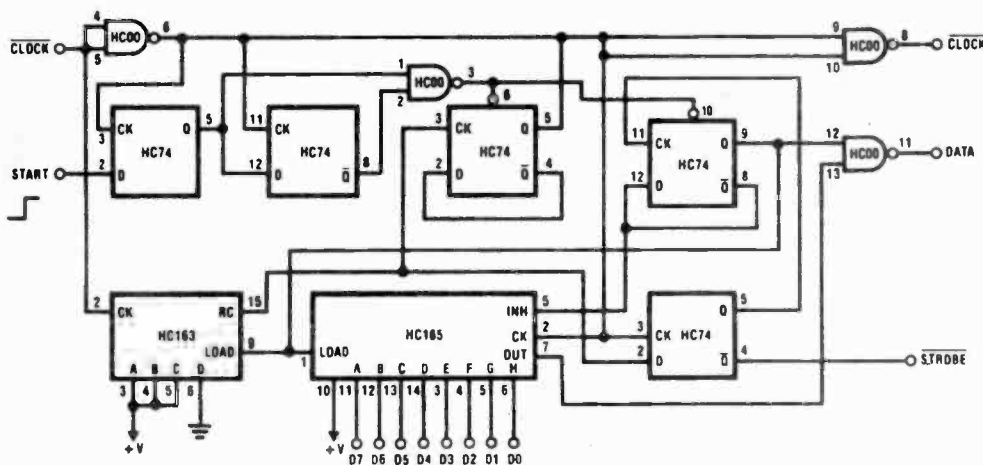 4 6 9 8
C̅L̅O̅C̅K̅ HC00 HC00 C̅L̅O̅C̅K̅
5 10
1 3
HC00
2
6 10
5 3 5 11 9 12
CK Q 11 CK CK Q CK Q HC00 11 DATA
3 HC74 HC74 8 HC74 HC74 13
START 2 D 12 D Q̅ 2 D Q̅ 4 12 D Q̅ 8
2 CK RC 15 INH 5 Q 5
HC163 HC165 CK 2 3 CK HC74
LOAD 9 LOAD OUT 7 2 D Q̅ 4 S̅T̅R̅O̅B̅E̅
1
A B C D A B C D E F G H
3 4 5 6 10 11 12 13 14 3 4 5 6
+V +V
D7 D6 D5 D4 D3 D2 D1 D0